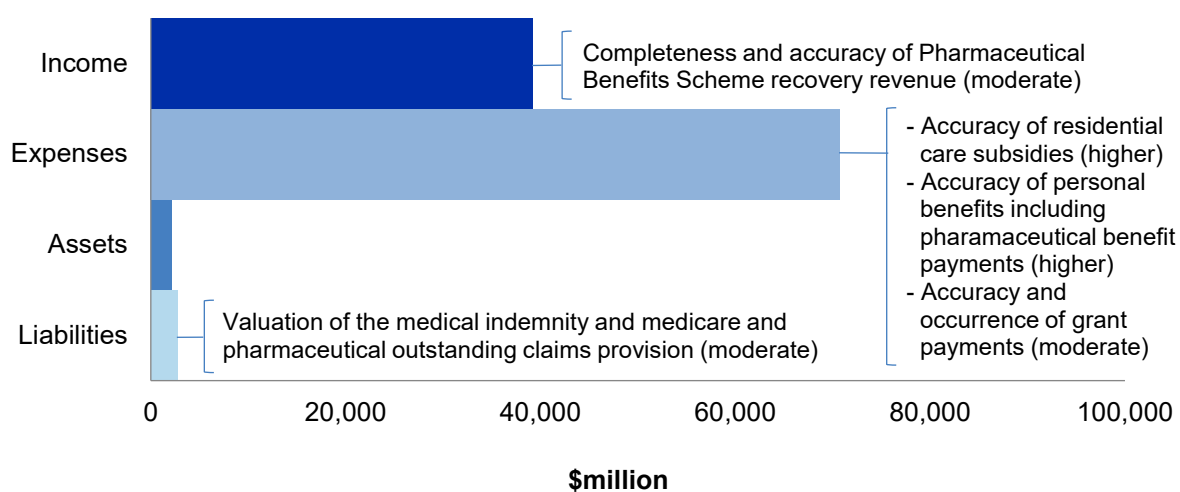 Income
Completeness and accuracy of Pharmaceutical
Benefits Scheme recovery revenue (moderate)
Expenses
- Accuracy of residential
care subsidies (higher)
- Accuracy of personal
benefits including
pharamaceutical benefit
payments (higher)
- Accuracy and
occurrence of grant
payments (moderate)
Assets
Liabilities
Valuation of the medical indemnity and medicare and
pharmaceutical outstanding claims provision (moderate)
0 20,000 40,000 60,000 80,000 100,000
$million